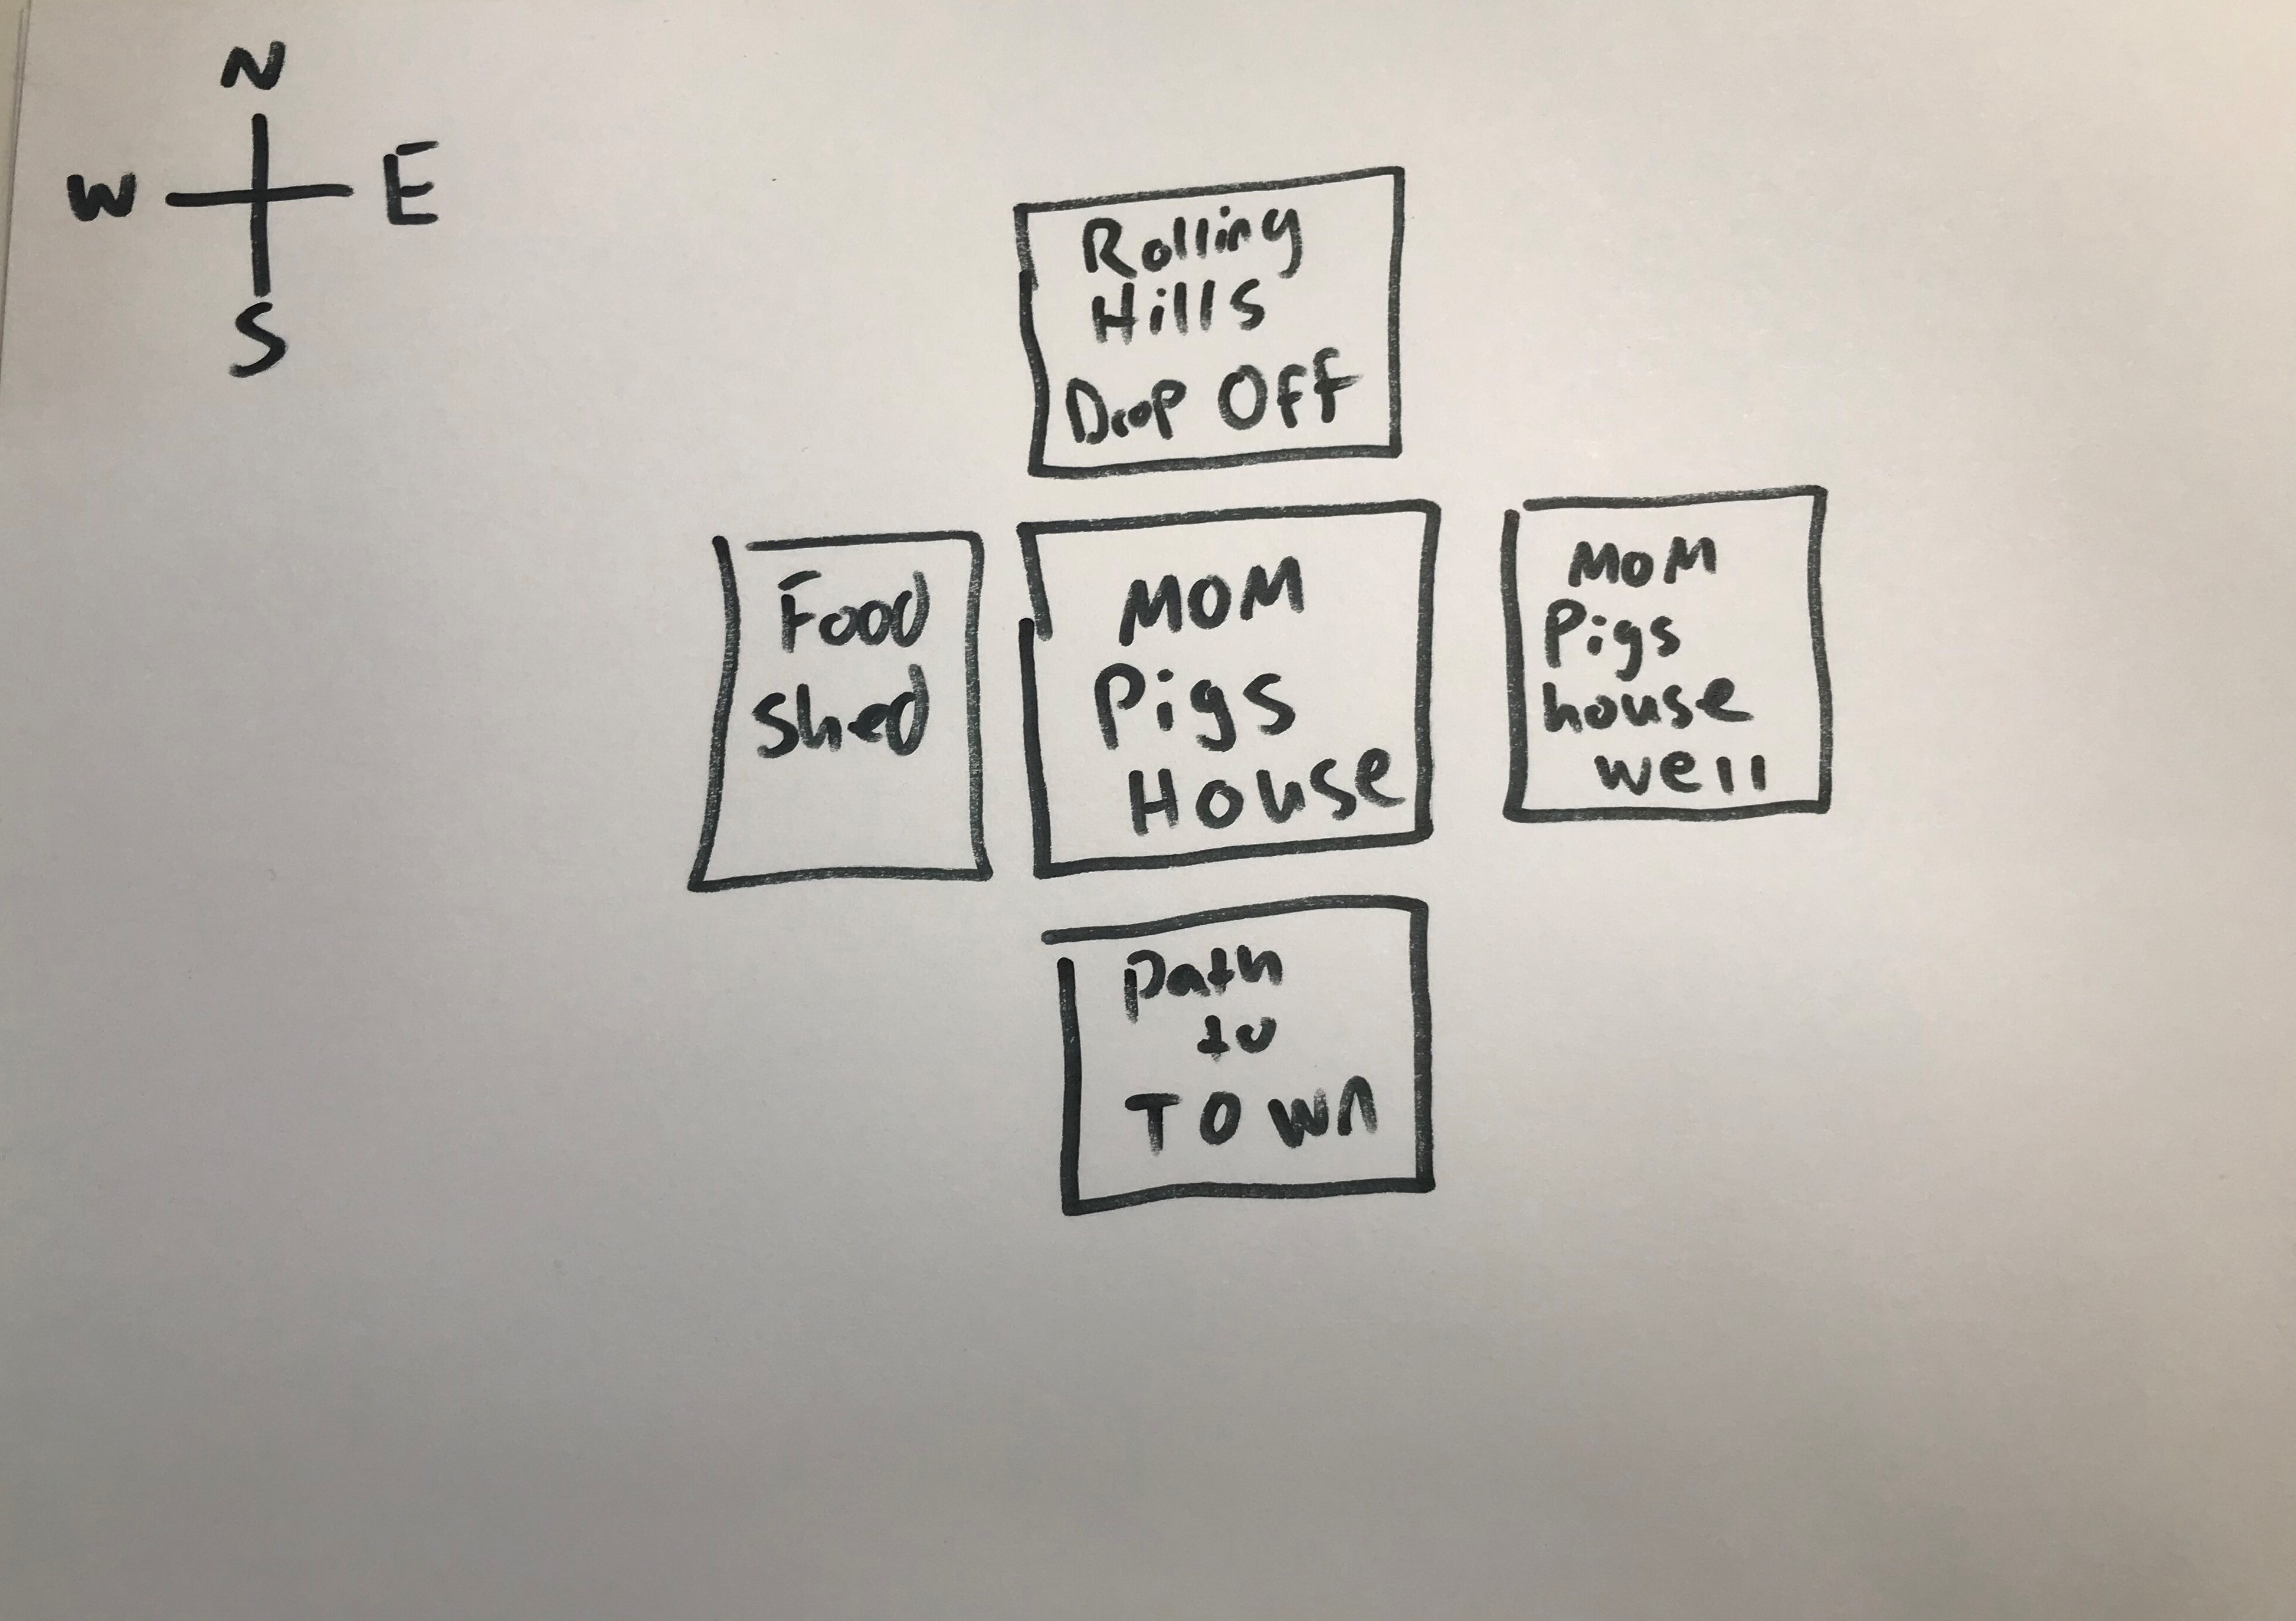 N
W E
S
Rolling
Hills
Drop Off
Food
Shed
MOM
Pigs
House
MoM
Pigs
house
well
Path
to
TOWn